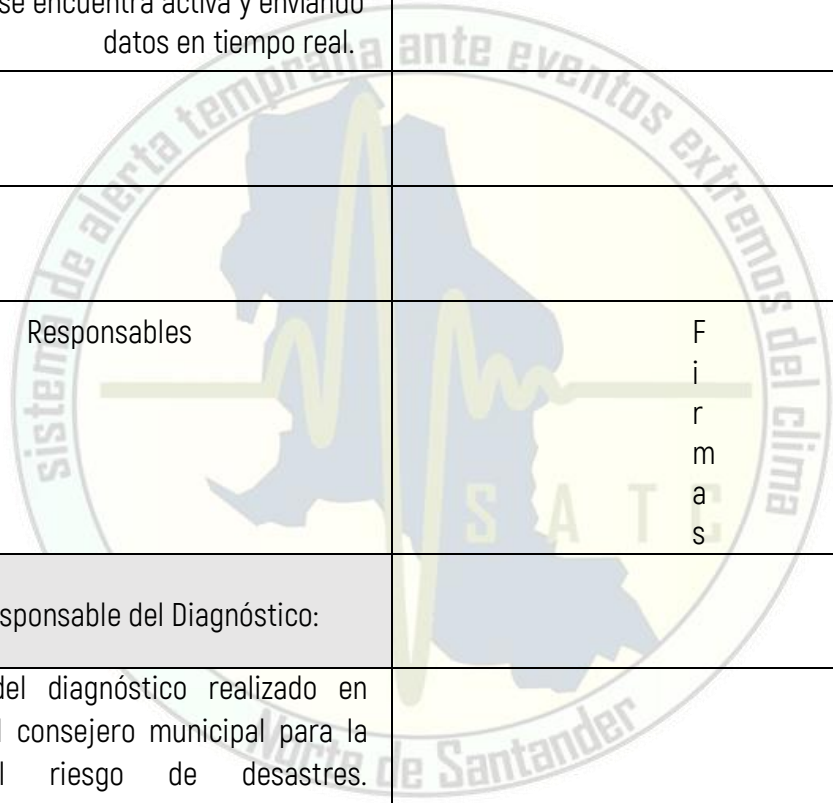 se encuentra activa y enviando
datos en tiempo real.
sistema de alerta temprana ante eventos extremos del clima
Responsables
F
i
r
m
a
s
S A T C
sponsable del Diagnóstico:
del diagnóstico realizado en
consejero municipal para la
riesgo de desastres.
Norte de Santander